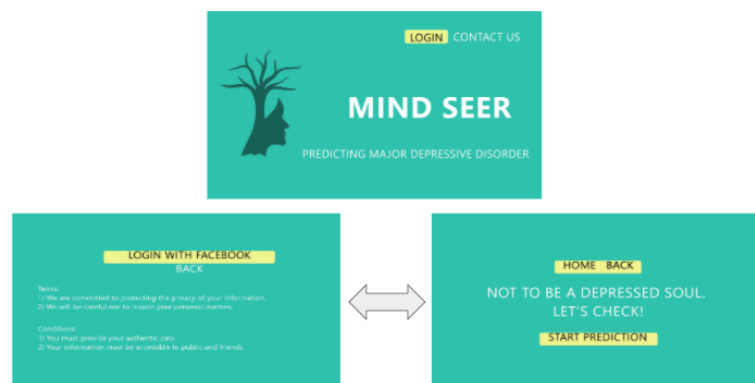 LOGIN CONTACT US
MIND SEER
PREDICTING MAJOR DEPRESSIVE DISORDER
LOGIN WITH FACEBOOK
BACK
Terms:
1) We are committed to protecting the privacy of your information.
2) We will be careful not to invade your personal matters.
Conditions:
1) You must provide your authentic data.
2) Your information must be accessible to public and friends.
HOME BACK
NOT TO BE A DEPRESSED SOUL.
LET'S CHECK!
START PREDICTION